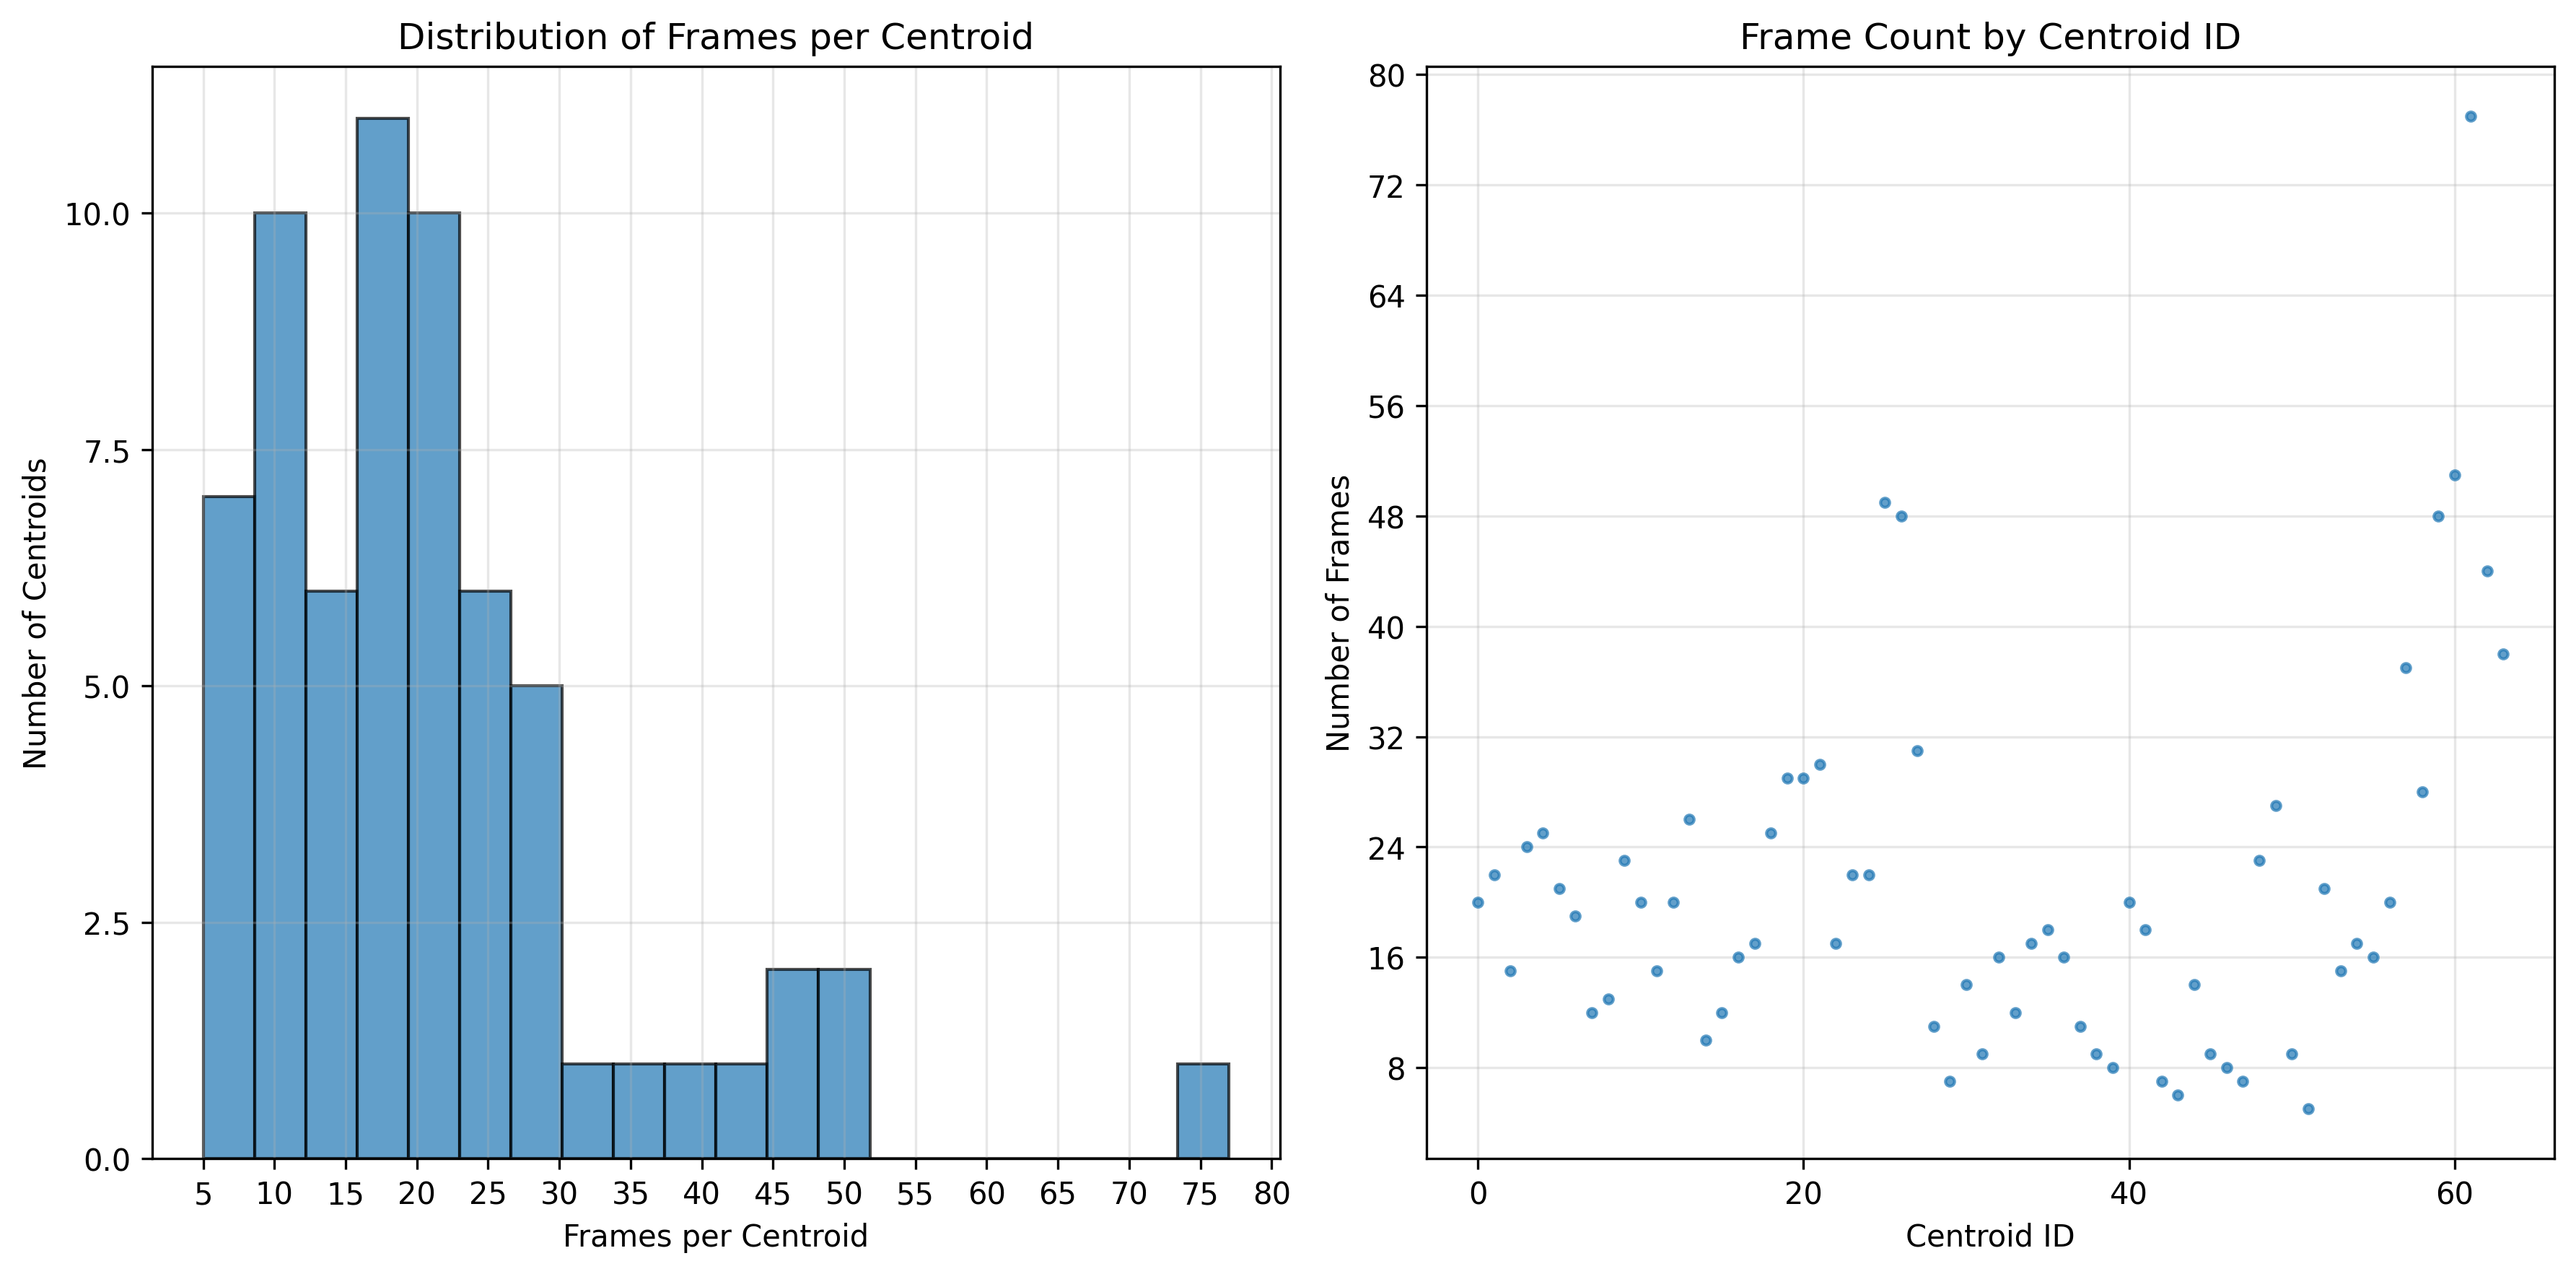 Distribution of Frames per Centroid
10.0
7.5
5.0
2.5
0.0
Number of Centroids
5 10 15 20 25 30 35 40 45 50 55 60 65 70 75 80
Frames per Centroid
Frame Count by Centroid ID
80
72
64
56
48
40
32
24
16
8
Number of Frames
0 20 40 60
Centroid ID